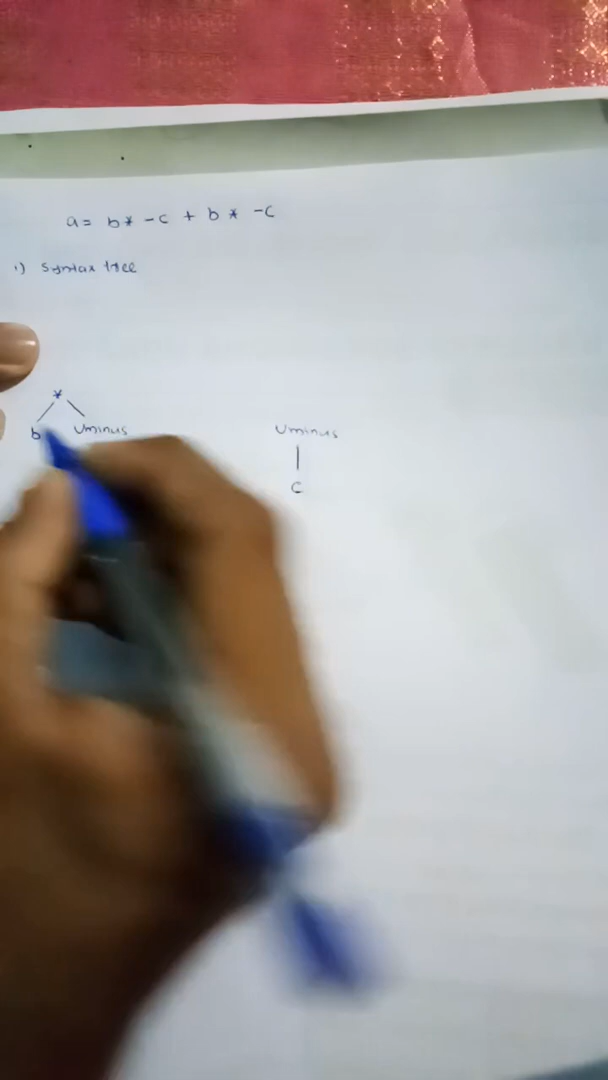 a = b * -c + b * -c
1) Syntax tree
*
b Uminus Uminus
c